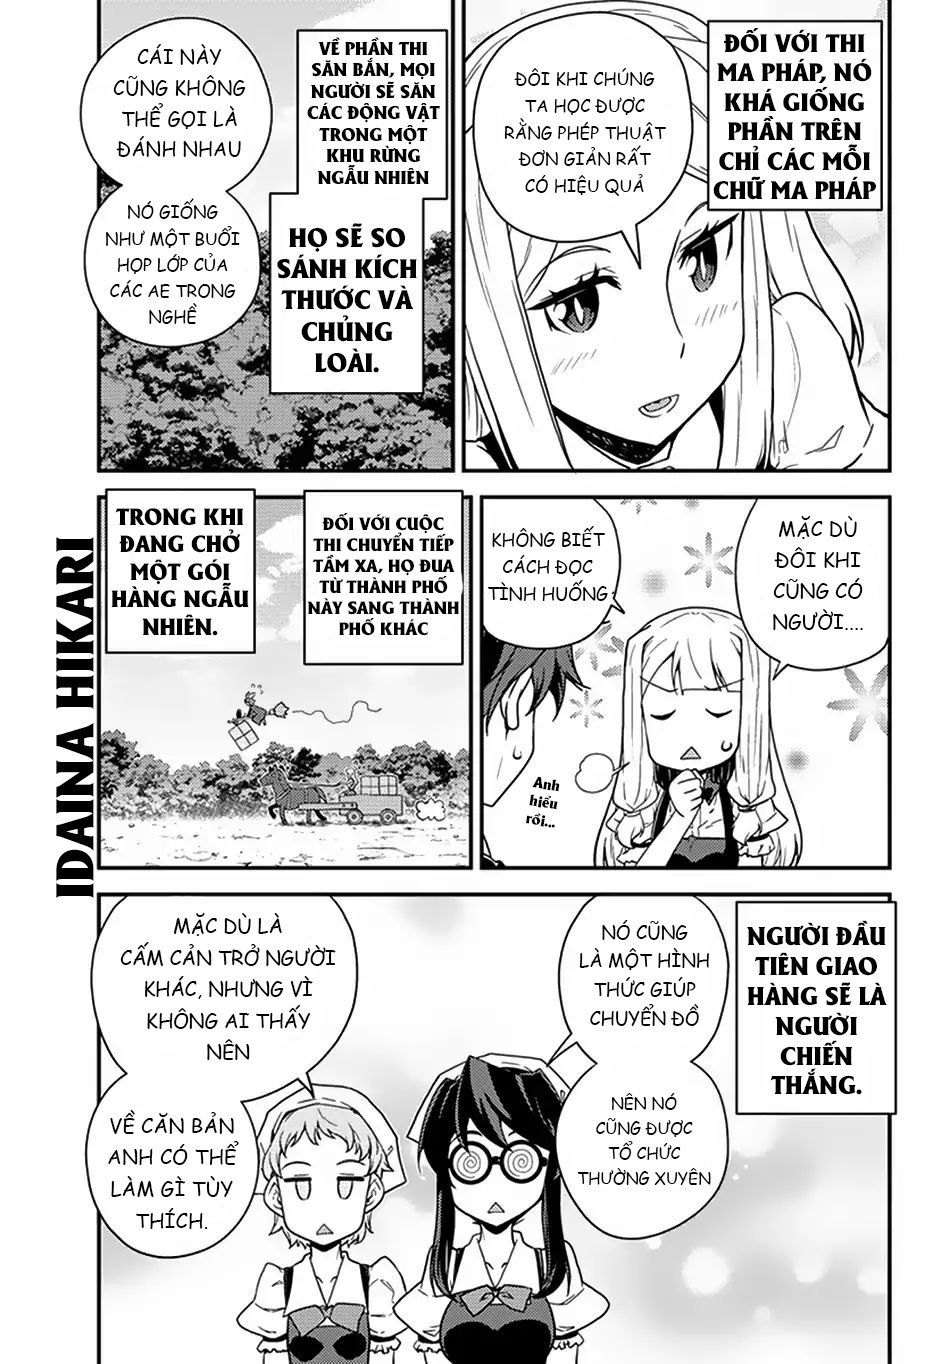 ĐỐI VỚI THI
MA PHÁP, NÓ
KHÁ GIỐNG
PHẦN TRÊN
CHỈ CÁC MỖI
CHỮ MA PHÁP
ĐÔI KHI CHÚNG
TA HỌC ĐƯỢC
RẰNG PHÉP THUẬT
ĐƠN GIẢN RẤT
CÓ HIỆU QUẢ
VỀ PHẦN THI
SĂN BẮN, MỌI
NGƯỜI SẼ SĂN
CÁC ĐỘNG VẬT
TRONG MỘT
KHU RỪNG
NGẪU NHIÊN
HỌ SẼ SO
SÁNH KÍCH
THƯỚC VÀ
CHỦNG
LOÀI.
CÁI NÀY
CŨNG KHÔNG
THỂ GỌI LÀ
ĐÁNH NHAU
NÓ GIỐNG
NHƯ MỘT BUỔI
HỌP LỚP CỦA
CÁC AE TRONG
NGHỀ
MẶC DÙ
ĐÔI KHI
CŨNG CÓ
NGƯỜI....
KHÔNG BIẾT
CÁCH ĐỌC
TÌNH HUỐNG
Anh
hiểu
rồi...
ĐỐI VỚI CUỘC
THI CHUYỂN TIẾP
TẦM XA, HỌ ĐUA
TỪ THÀNH PHỐ
NÀY SANG THÀNH
PHỐ KHÁC
TRONG KHI
ĐANG CHỞ
MỘT GÓI
HÀNG NGẪU
NHIÊN.
IDAINA HIKARI
NGƯỜI ĐẦU
TIÊN GIAO
HÀNG SẼ LÀ
NGƯỜI
CHIẾN
THẮNG.
NÓ CŨNG
LÀ MỘT HÌNH
THỨC GIÚP
CHUYỂN ĐỒ
NÊN NÓ
CŨNG ĐƯỢC
TỔ CHỨC
THƯỜNG XUYÊN
MẶC DÙ LÀ
CẤM CẢN TRỞ NGƯỜI
KHÁC, NHƯNG VÌ
KHÔNG AI THẤY
NÊN
VỀ CĂN BẢN
ANH CÓ THỂ
LÀM GÌ TÙY
THÍCH.